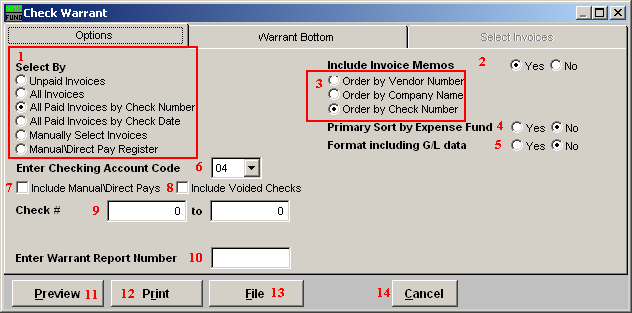 FUND
Check Warrant
Options
Warrant Bottom
Select Invoices
1
Select By
Unpaid Invoices
All Invoices
All Paid Invoices by Check Number
All Paid Invoices by Check Date
Manually Select Invoices
Manual\Direct Pay Register
Include Invoice Memos 2 Yes No
3 Order by Vendor Number
Order by Company Name
Order by Check Number
Primary Sort by Expense Fund 4 Yes No
Format including G/L data 5 Yes No
Enter Checking Account Code 6 04
7 Include Manual\Direct Pays 8 Include Voided Checks
Check # 9 0 to 0
Enter Warrant Report Number 10
Preview 11 12 Print File 13 14 Cancel